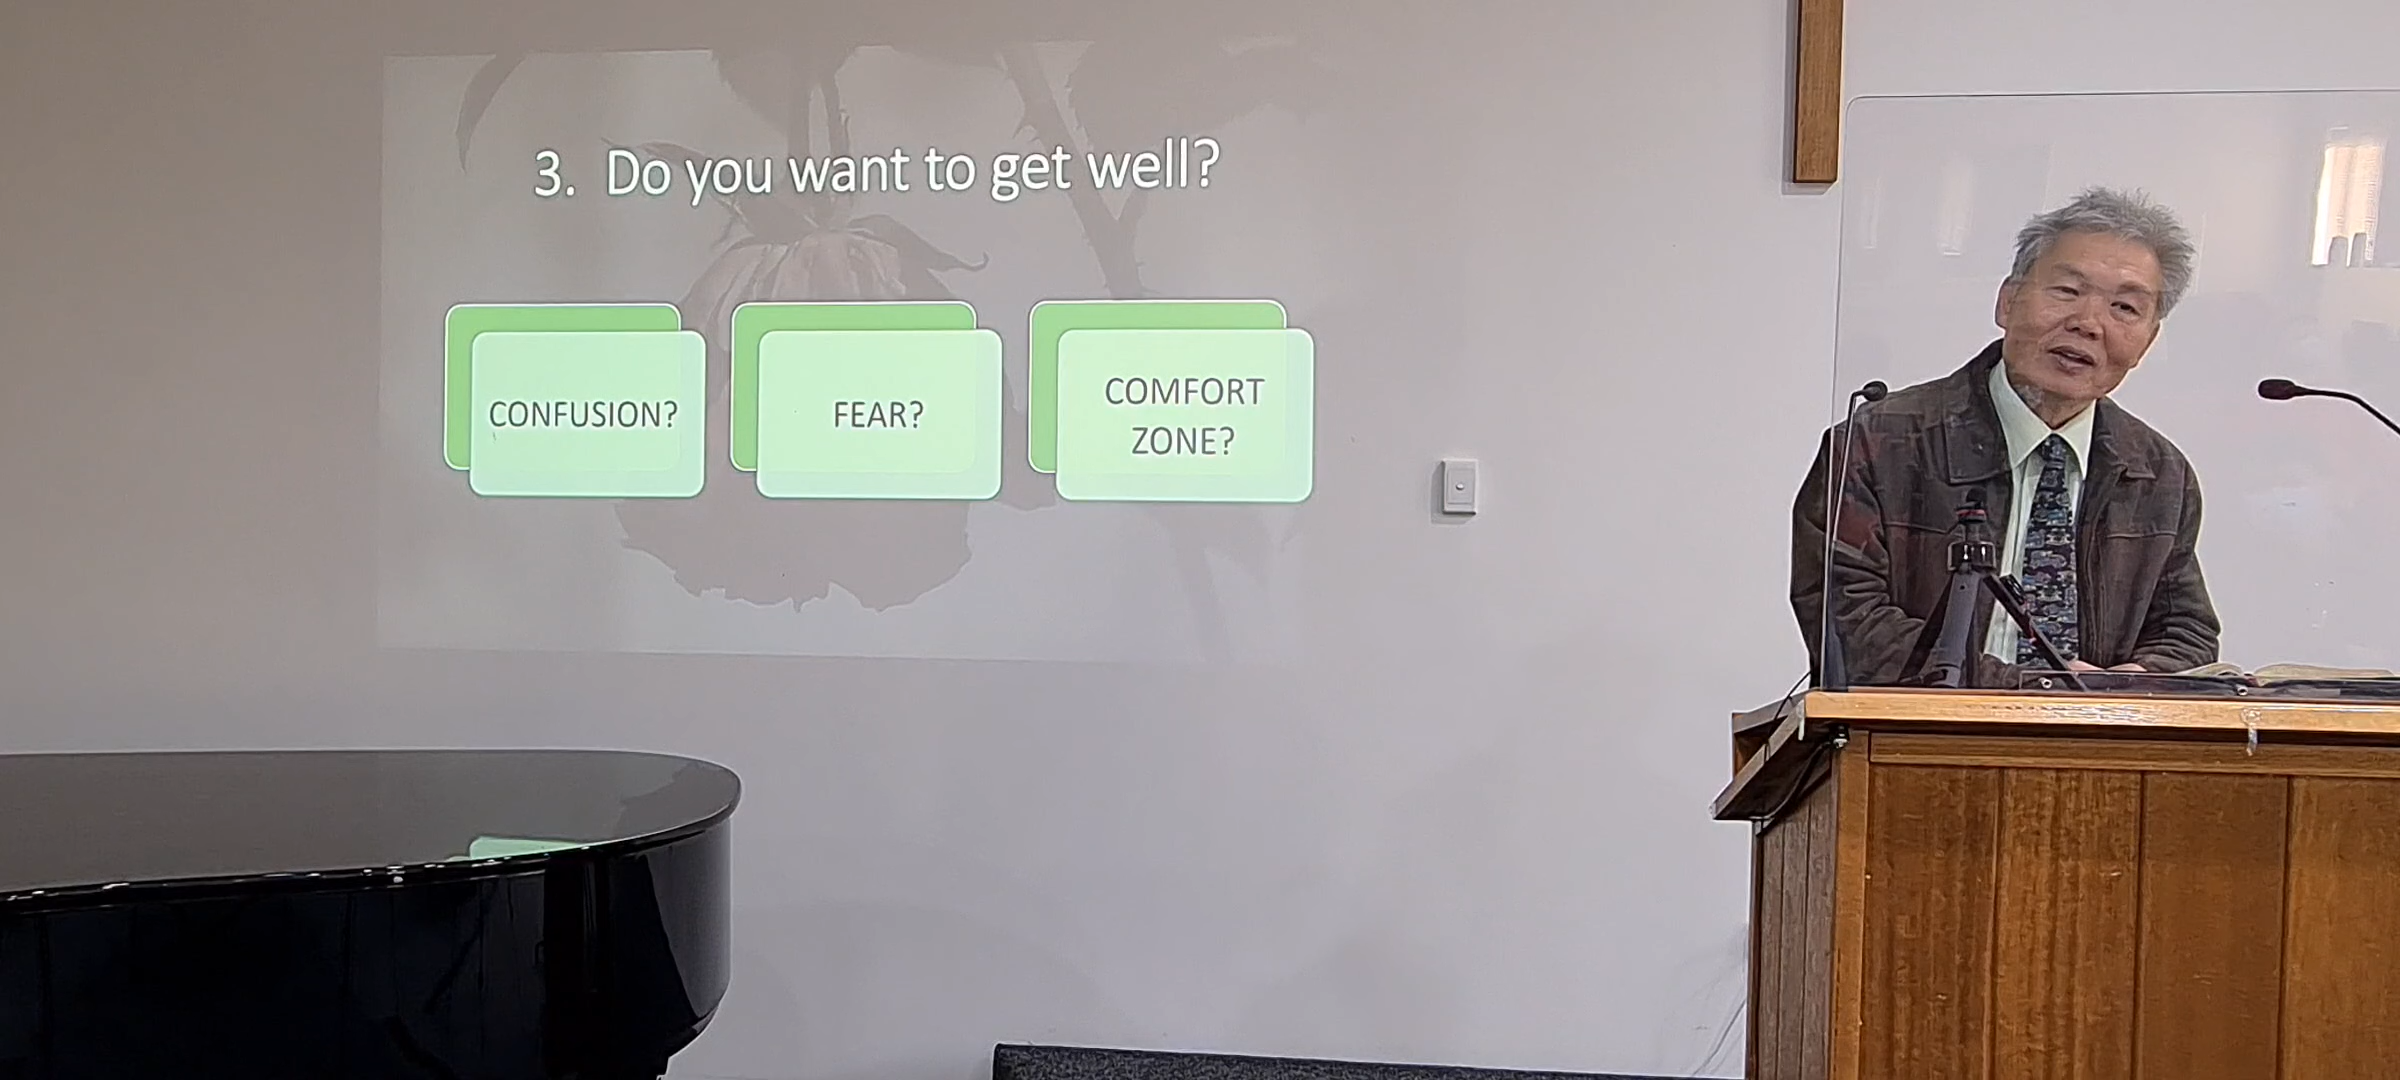 3. Do you want to get well?
CONFUSION?
FEAR?
COMFORT
ZONE?